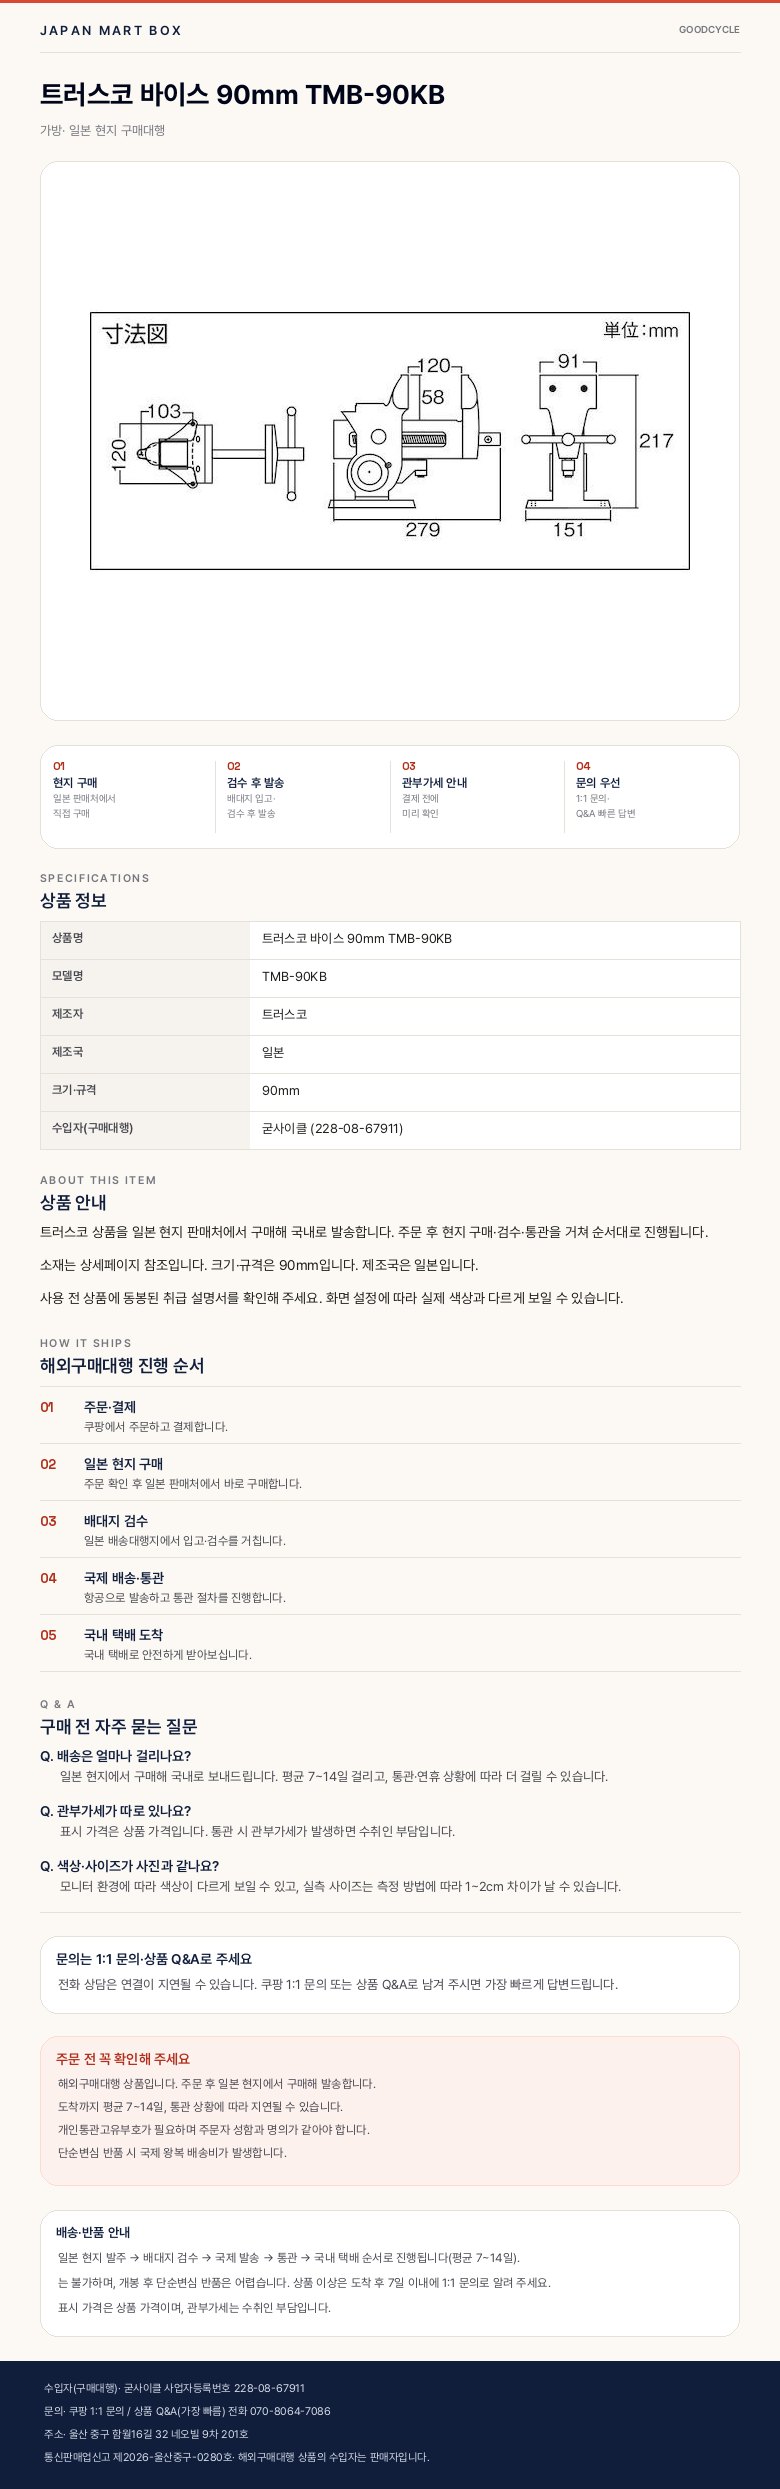 JAPAN MART BOX
GOODCYCLE
트러스코 바이스 90mm TMB-90KB
가방· 일본 현지 구매대행
寸法図
単位:mm
103
120
120
58
279
91
217
151
01
현지 구매
일본 판매처에서
직접 구매
02
검수 후 발송
배대지 입고·
검수 후 발송
03
관부가세 안내
결제 전에
미리 확인
04
문의 우선
1:1 문의·
Q&A 빠른 답변
SPECIFICATIONS
상품 정보
상품명 트러스코 바이스 90mm TMB-90KB
모델명 TMB-90KB
제조자 트러스코
제조국 일본
크기·규격 90mm
수입자(구매대행) 굳사이클 (228-08-67911)
ABOUT THIS ITEM
상품 안내
트러스코 상품을 일본 현지 판매처에서 구매해 국내로 발송합니다. 주문 후 현지 구매·검수·통관을 거쳐 순서대로 진행됩니다.
소재는 상세페이지 참조입니다. 크기·규격은 90mm입니다. 제조국은 일본입니다.
사용 전 상품에 동봉된 취급 설명서를 확인해 주세요. 화면 설정에 따라 실제 색상과 다르게 보일 수 있습니다.
HOW IT SHIPS
해외구매대행 진행 순서
01 주문·결제
쿠팡에서 주문하고 결제합니다.
02 일본 현지 구매
주문 확인 후 일본 판매처에서 바로 구매합니다.
03 배대지 검수
일본 배송대행지에서 입고·검수를 거칩니다.
04 국제 배송·통관
항공으로 발송하고 통관 절차를 진행합니다.
05 국내 택배 도착
국내 택배로 안전하게 받아보십니다.
Q & A
구매 전 자주 묻는 질문
Q. 배송은 얼마나 걸리나요?
일본 현지에서 구매해 국내로 보내드립니다. 평균 7~14일 걸리고, 통관·연휴 상황에 따라 더 걸릴 수 있습니다.
Q. 관부가세가 따로 있나요?
표시 가격은 상품 가격입니다. 통관 시 관부가세가 발생하면 수취인 부담입니다.
Q. 색상·사이즈가 사진과 같나요?
모니터 환경에 따라 색상이 다르게 보일 수 있고, 실측 사이즈는 측정 방법에 따라 1~2cm 차이가 날 수 있습니다.
문의는 1:1 문의·상품 Q&A로 주세요
전화 상담은 연결이 지연될 수 있습니다. 쿠팡 1:1 문의 또는 상품 Q&A로 남겨 주시면 가장 빠르게 답변드립니다.
주문 전 꼭 확인해 주세요
해외구매대행 상품입니다. 주문 후 일본 현지에서 구매해 발송합니다.
도착까지 평균 7~14일, 통관 상황에 따라 지연될 수 있습니다.
개인통관고유부호가 필요하며 주문자 성함과 명의가 같아야 합니다.
단순변심 반품 시 국제 왕복 배송비가 발생합니다.
배송·반품 안내
일본 현지 발주 → 배대지 검수 → 국제 발송 → 통관 → 국내 택배 순서로 진행됩니다(평균 7~14일).
는 불가하며, 개봉 후 단순변심 반품은 어렵습니다. 상품 이상은 도착 후 7일 이내에 1:1 문의로 알려 주세요.
표시 가격은 상품 가격이며, 관부가세는 수취인 부담입니다.
수입자(구매대행)· 굳사이클 사업자등록번호 228-08-67911
문의· 쿠팡 1:1 문의 / 상품 Q&A(가장 빠름) 전화 070-8064-7086
주소· 울산 중구 함월16길 32 네오빌 9차 201호
통신판매업신고 제2026-울산중구-0280호· 해외구매대행 상품의 수입자는 판매자입니다.